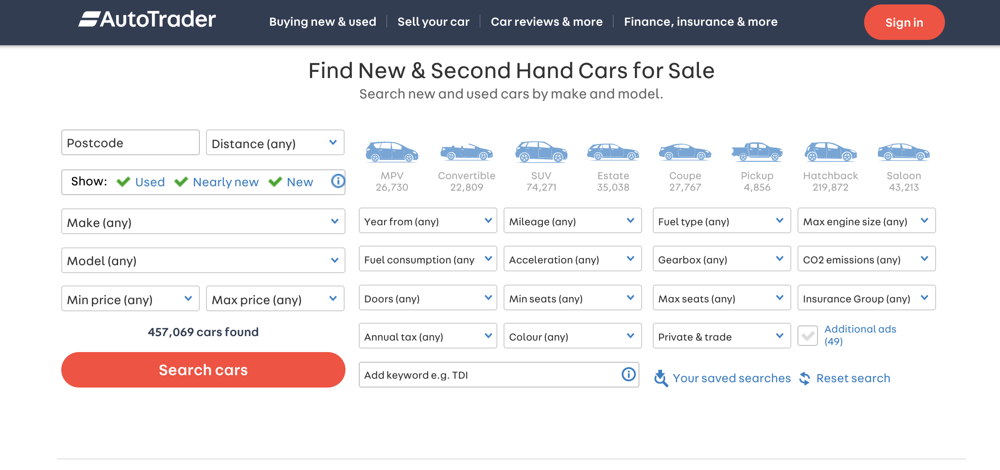 AutoTrader
Buying new & used
Sell your car
Car reviews & more
Finance, insurance & more
Sign in
Find New & Second Hand Cars for Sale
Search new and used cars by make and model.
Postcode
Distance (any)
Show: Used Nearly new New
Make (any)
Model (any)
Min price (any)
Max price (any)
457,069 cars found
Search cars
MPV
26,730
Convertible
22,809
SUV
74,271
Estate
35,038
Coupe
27,767
Pickup
4,856
Hatchback
219,872
Saloon
43,213
Year from (any)
Mileage (any)
Fuel type (any)
Max engine size (any)
Fuel consumption (any
Acceleration (any)
Gearbox (any)
CO2 emissions (any)
Doors (any)
Min seats (any)
Max seats (any)
Insurance Group (any)
Annual tax (any)
Colour (any)
Private & trade
Additional ads
(49)
Add keyword e.g. TDI
Your saved searches
Reset search